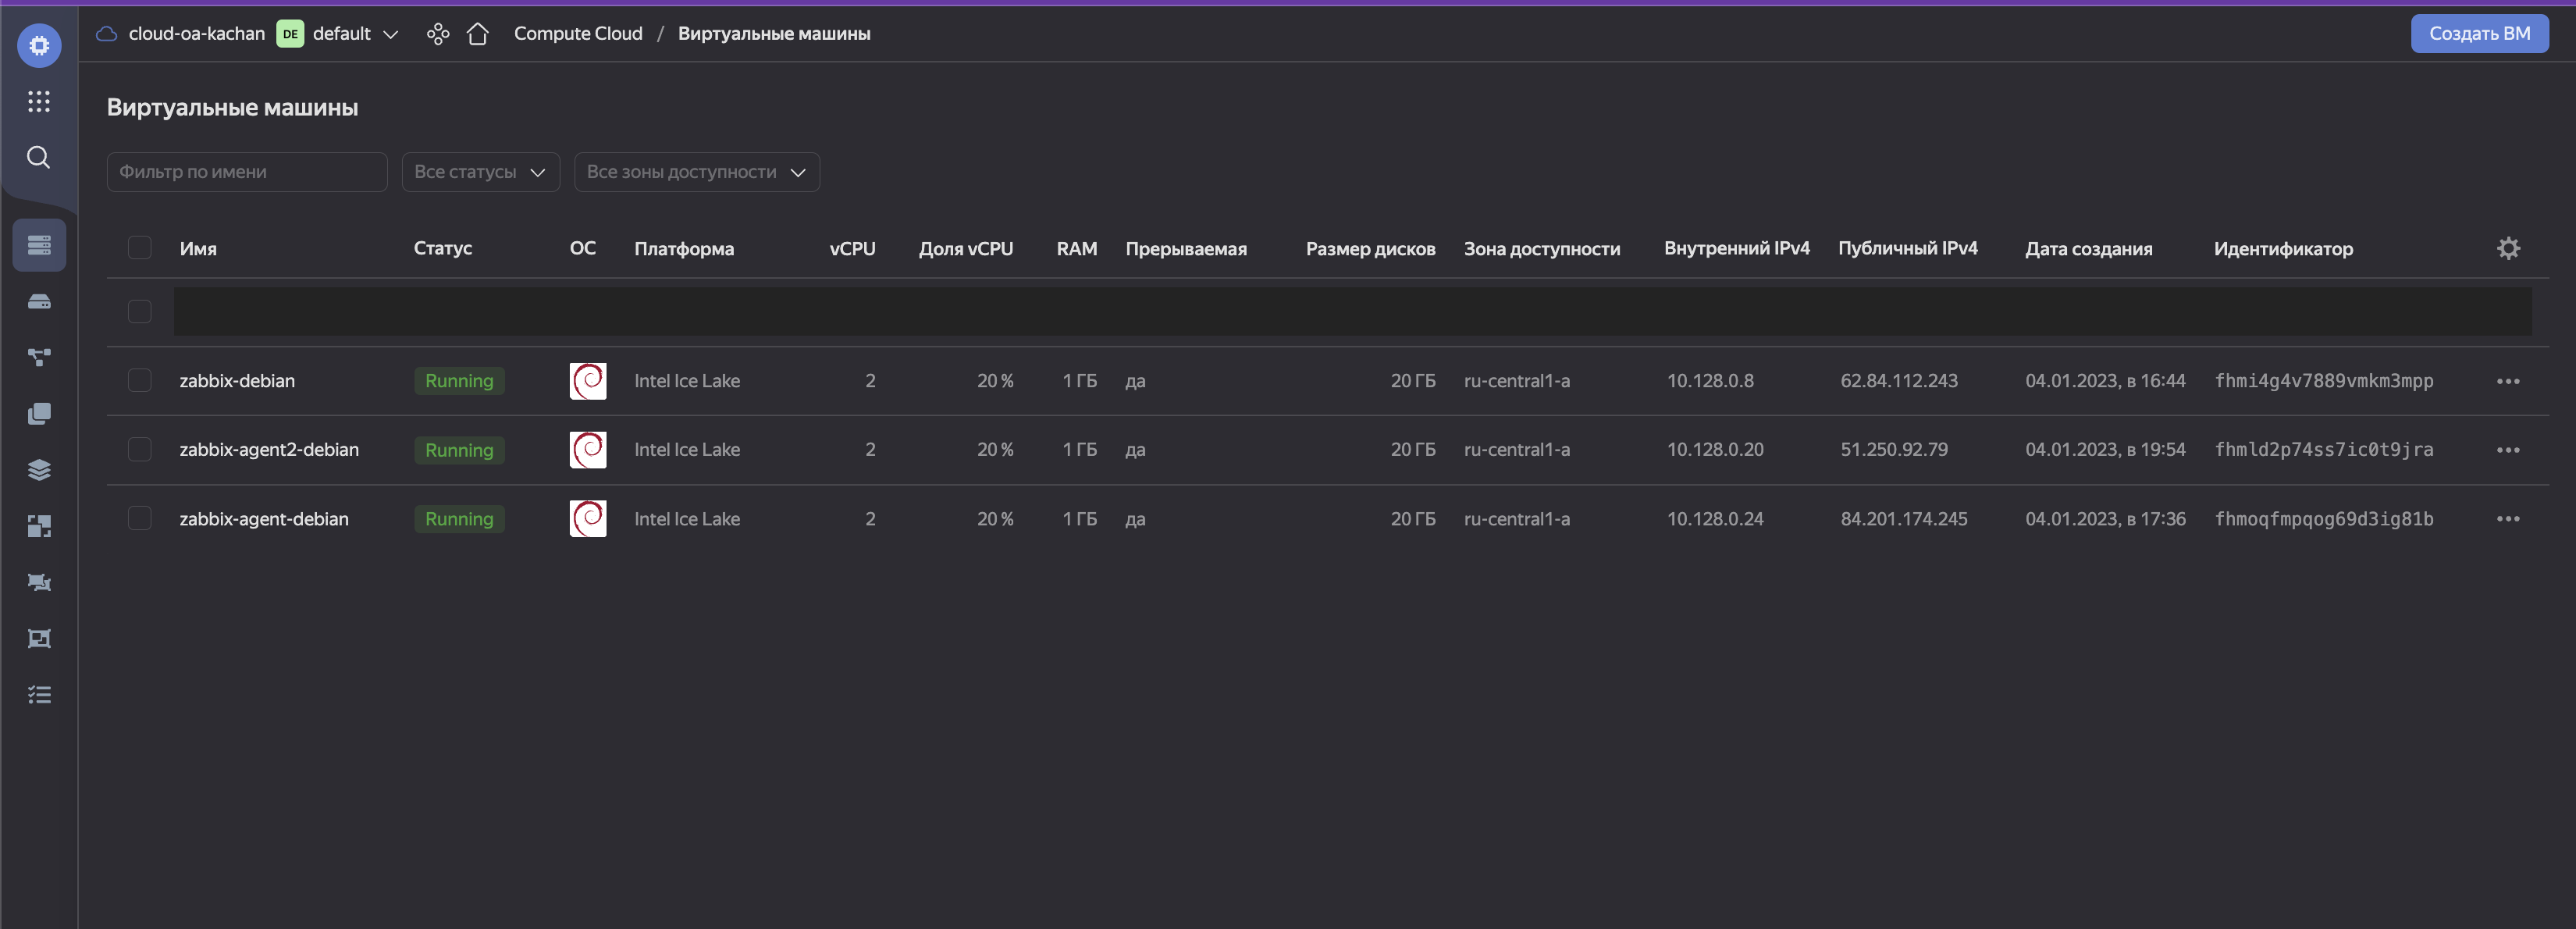 cloud-oa-kachan DE default Compute Cloud / Виртуальные машины Создать ВМ
Виртуальные машины
Фильтр по имени Все статусы Все зоны доступности
Имя Статус ОС Платформа vCPU Доля vCPU RAM Прерываемая Размер дисков Зона доступности Внутренний IPv4 Публичный IPv4 Дата создания Идентификатор
zabbix-debian Running Intel Ice Lake 2 20 % 1 ГБ да 20 ГБ ru-central1-a 10.128.0.8 62.84.112.243 04.01.2023, в 16:44 fhmi4g4v7889vmkm3mpp
zabbix-agent2-debian Running Intel Ice Lake 2 20 % 1 ГБ да 20 ГБ ru-central1-a 10.128.0.20 51.250.92.79 04.01.2023, в 19:54 fhmld2p74ss7ic0t9jra
zabbix-agent-debian Running Intel Ice Lake 2 20 % 1 ГБ да 20 ГБ ru-central1-a 10.128.0.24 84.201.174.245 04.01.2023, в 17:36 fhmoqfmpqog69d3ig81b